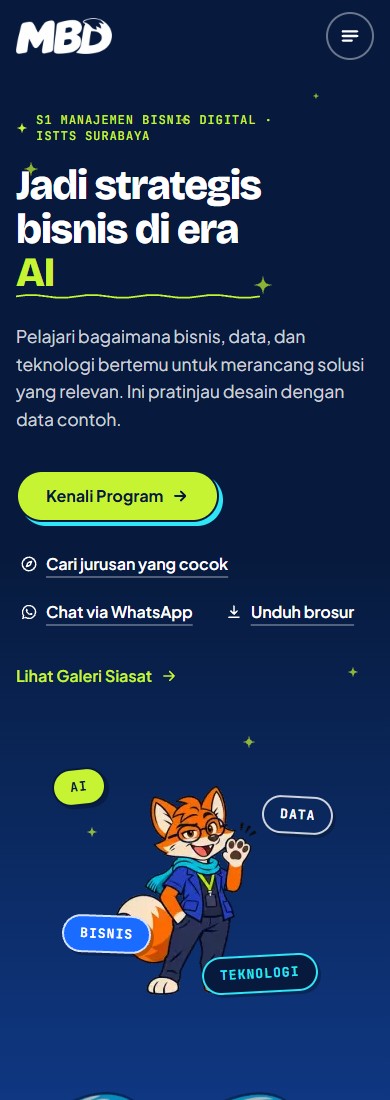 MBD
S1 MANAJEMEN BISNIS DIGITAL ·
ISTTS SURABAYA
Jadi strategis
bisnis di era
AI
Pelajari bagaimana bisnis, data, dan
teknologi bertemu untuk merancang solusi
yang relevan. Ini pratinjau desain dengan
data contoh.
Kenali Program →
Cari jurusan yang cocok
Chat via WhatsApp
Unduh brosur
Lihat Galeri Siasat →
AI
DATA
BISNIS
TEKNOLOGI